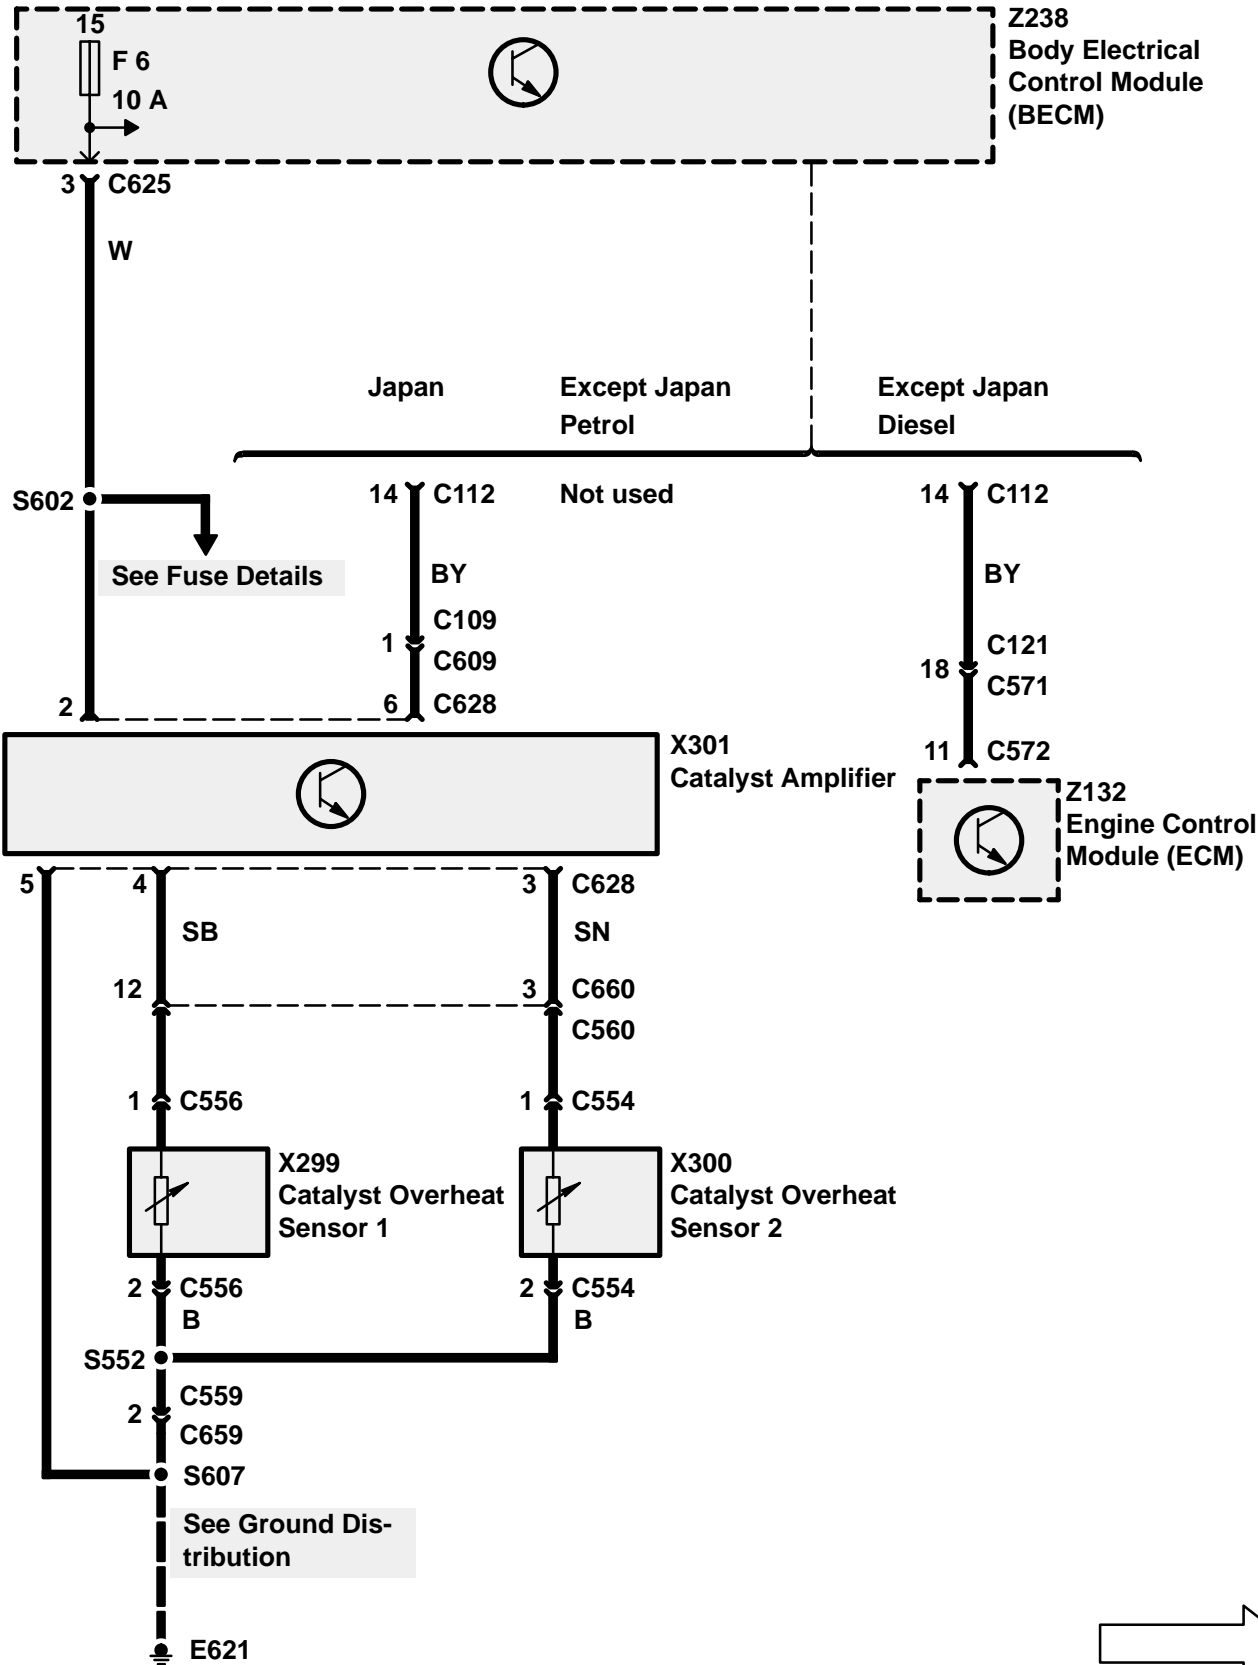 15
F 6
10 A
Z238
Body Electrical
Control Module
(BECM)
3 C625
W
Japan
Except Japan
Petrol
Except Japan
Diesel
S602
See Fuse Details
14 C112
Not used
14 C112
BY
BY
C109
1
C609
C121
18
C571
2
6 C628
11 C572
X301
Catalyst Amplifier
Z132
Engine Control
Module (ECM)
5
4
3 C628
SB
SN
12
3 C660
C560
1 C556
1 C554
X299
Catalyst Overheat
Sensor 1
X300
Catalyst Overheat
Sensor 2
2 C556
B
2 C554
B
S552
C559
2
C659
S607
See Ground Dis-
tribution
E621